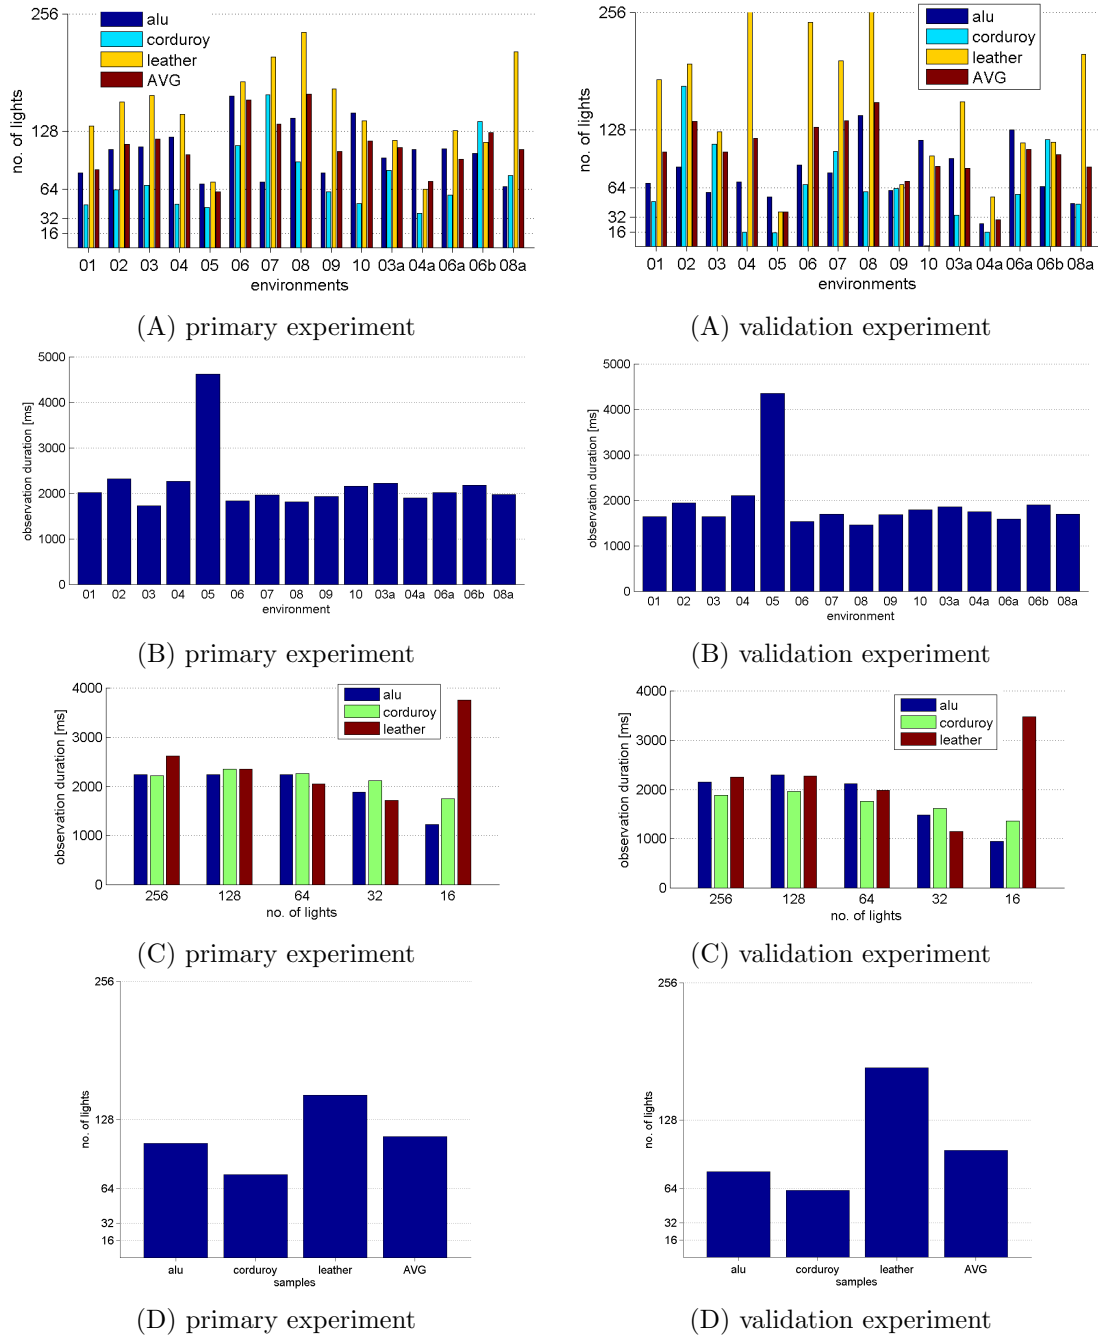 256
128
64
32
16
no. of lights
alu
corduroy
leather
AVG
01 02 03 04 05 06 07 08 09 10 03a 04a 06a 06b 08a
environments
(A) primary experiment
256
128
64
32
16
no. of lights
alu
corduroy
leather
AVG
01 02 03 04 05 06 07 08 09 10 03a 04a 06a 06b 08a
environments
(A) validation experiment
5000
4000
3000
2000
1000
0
observation duration [ms]
01 02 03 04 05 06 07 08 09 10 03a 04a 06a 06b 08a
environment
(B) primary experiment
5000
4000
3000
2000
1000
0
observation duration [ms]
01 02 03 04 05 06 07 08 09 10 03a 04a 06a 06b 08a
environment
(B) validation experiment
4000
3000
2000
1000
0
observation duration [ms]
alu
corduroy
leather
256 128 64 32 16
no. of lights
(C) primary experiment
4000
3000
2000
1000
0
observation duration [ms]
alu
corduroy
leather
256 128 64 32 16
no. of lights
(C) validation experiment
256
128
64
32
16
no. of lights
alu corduroy leather AVG
samples
(D) primary experiment
256
128
64
32
16
no. of lights
alu corduroy leather AVG
samples
(D) validation experiment